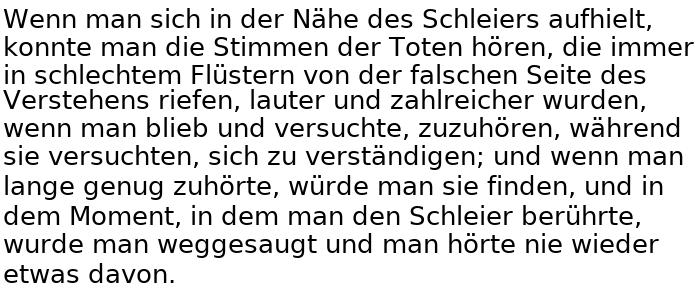 Wenn man sich in der Nähe des Schleiers aufhielt,
konnte man die Stimmen der Toten hören, die immer
in schlechtem Flüstern von der falschen Seite des
Verstehens riefen, lauter und zahlreicher wurden,
wenn man blieb und versuchte, zuzuhören, während
sie versuchten, sich zu verständigen; und wenn man
lange genug zuhörte, würde man sie finden, und in
dem Moment, in dem man den Schleier berührte,
wurde man weggesaugt und man hörte nie wieder
etwas davon.